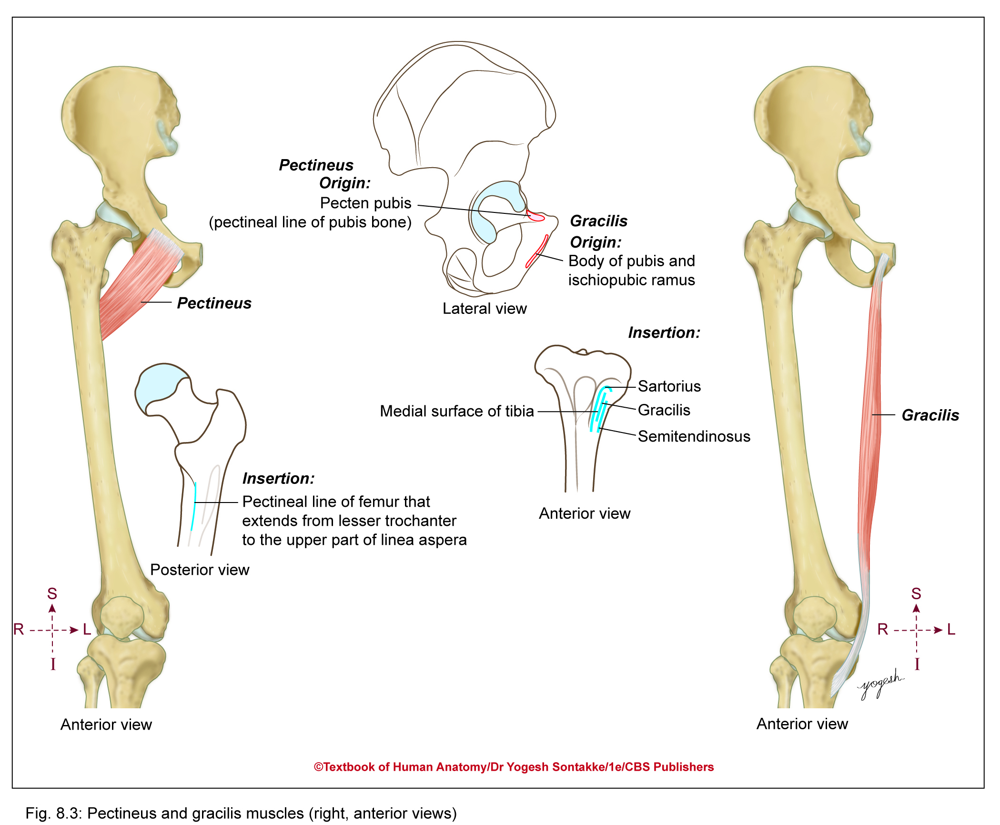 Pectineus
Origin:
Pecten pubis
(pectineal line of pubis bone)
Gracilis
Origin:
Body of pubis and
ischiopubic ramus
Lateral view
Pectineus
Insertion:
Sartorius
Gracilis
Semitendinosus
Medial surface of tibia
Anterior view
Gracilis
Insertion:
Pectineal line of femur that
extends from lesser trochanter
to the upper part of linea aspera
Posterior view
S
R L
I
S
R L
I
yogesh
Anterior view
Anterior view
©Textbook of Human Anatomy/Dr Yogesh Sontakke/1e/CBS Publishers
Fig. 8.3: Pectineus and gracilis muscles (right, anterior views)